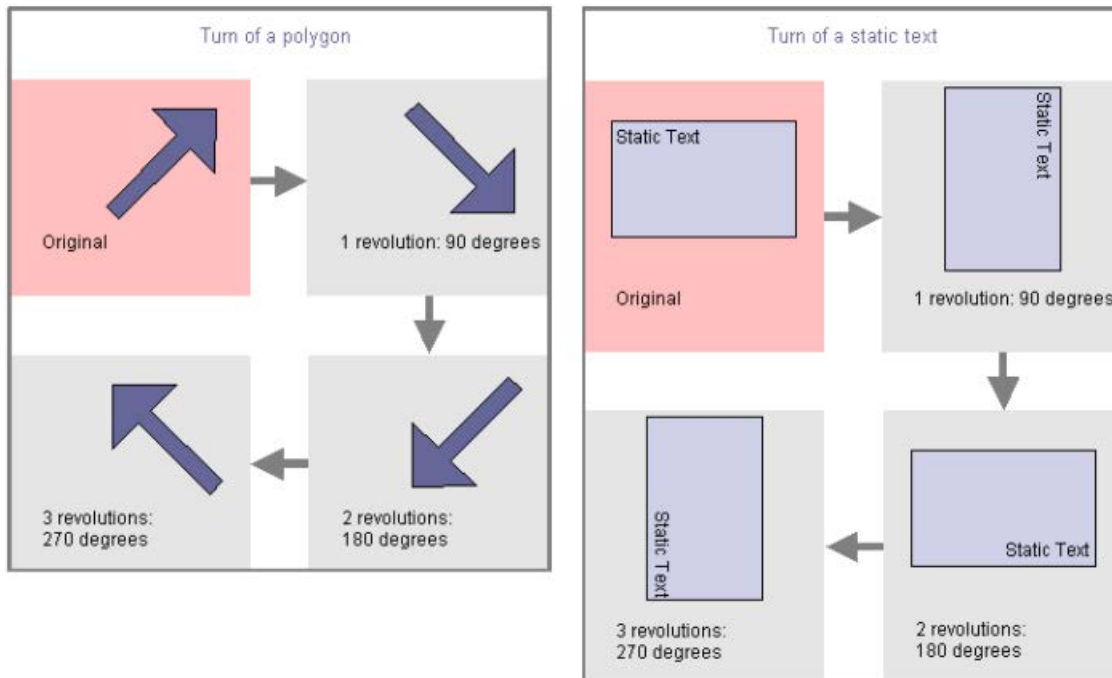 Turn of a polygon
Original
1 revolution: 90 degrees
3 revolutions:
270 degrees
2 revolutions:
180 degrees
Turn of a static text
Static Text
Original
Static Text
1 revolution: 90 degrees
Static Text
3 revolutions:
270 degrees
Static Text
2 revolutions:
180 degrees